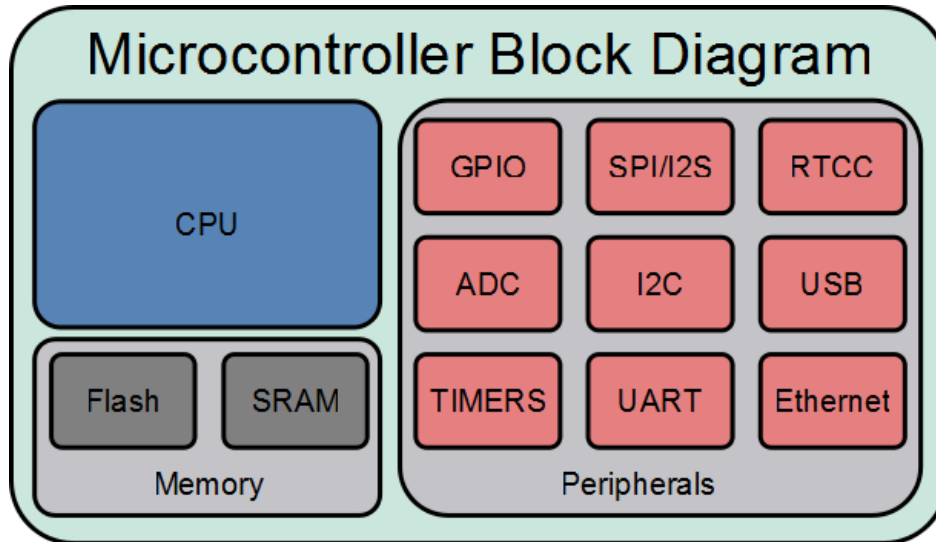 Microcontroller Block Diagram
CPU
Flash
SRAM
Memory
GPIO
SPI/I2S
RTCC
ADC
I2C
USB
TIMERS
UART
Ethernet
Peripherals